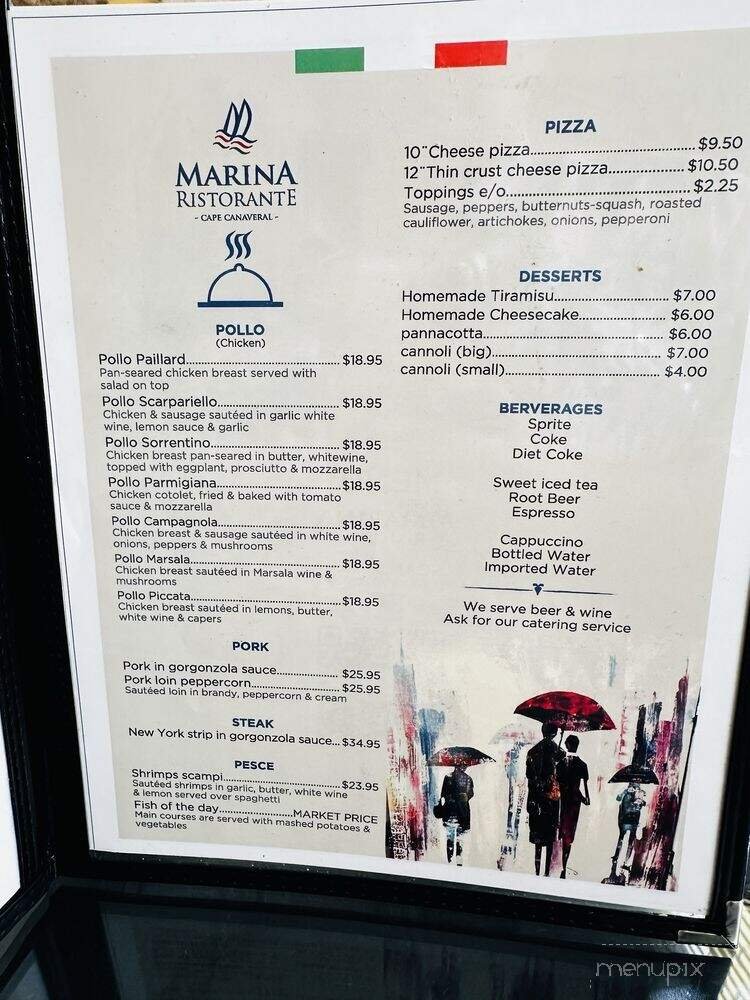 MARINA
RISTORANTE
- CAPE CANAVERAL -
POLLO
(Chicken)
Pollo Paillard........................................$18.95
Pan-seared chicken breast served with
salad on top
Pollo Scarpariello................................$18.95
Chicken & sausage sautéed in garlic white
wine, lemon sauce & garlic
Pollo Sorrentino..................................$18.95
Chicken breast pan-seared in butter, whitewine,
topped with eggplant, prosciutto & mozzarella
Pollo Parmigiana................................$18.95
Chicken cotolet, fried & baked with tomato
sauce & mozzarella
Pollo Campagnola...............................$18.95
Chicken breast & sausage sautéed in white wine,
onions, peppers & mushrooms
Pollo Marsala......................................$18.95
Chicken breast sautéed in Marsala wine &
mushrooms
Pollo Piccata.......................................$18.95
Chicken breast sautéed in lemons, butter,
white wine & capers
PORK
Pork in gorgonzola sauce................$25.95
Pork loin peppercorn.......................$25.95
Sautéed loin in brandy, peppercorn & cream
STEAK
New York strip in gorgonzola sauce...$34.95
PESCE
Shrimps scampi..............................$23.95
Sautéed shrimps in garlic, butter, white wine
& lemon served over spaghetti
Fish of the day...................MARKET PRICE
Main courses are served with mashed potatoes &
vegetables
PIZZA
10"Cheese pizza........................................$9.50
12"Thin crust cheese pizza..................$10.50
Toppings e/o.............................................$2.25
Sausage, peppers, butternuts-squash, roasted
cauliflower, artichokes, onions, pepperoni
DESSERTS
Homemade Tiramisu............................$7.00
Homemade Cheesecake......................$6.00
pannacotta............................................$6.00
cannoli (big)..........................................$7.00
cannoli (small)......................................$4.00
BERVERAGES
Sprite
Coke
Diet Coke
Sweet iced tea
Root Beer
Espresso
Cappuccino
Bottled Water
Imported Water
We serve beer & wine
Ask for our catering service
menupix